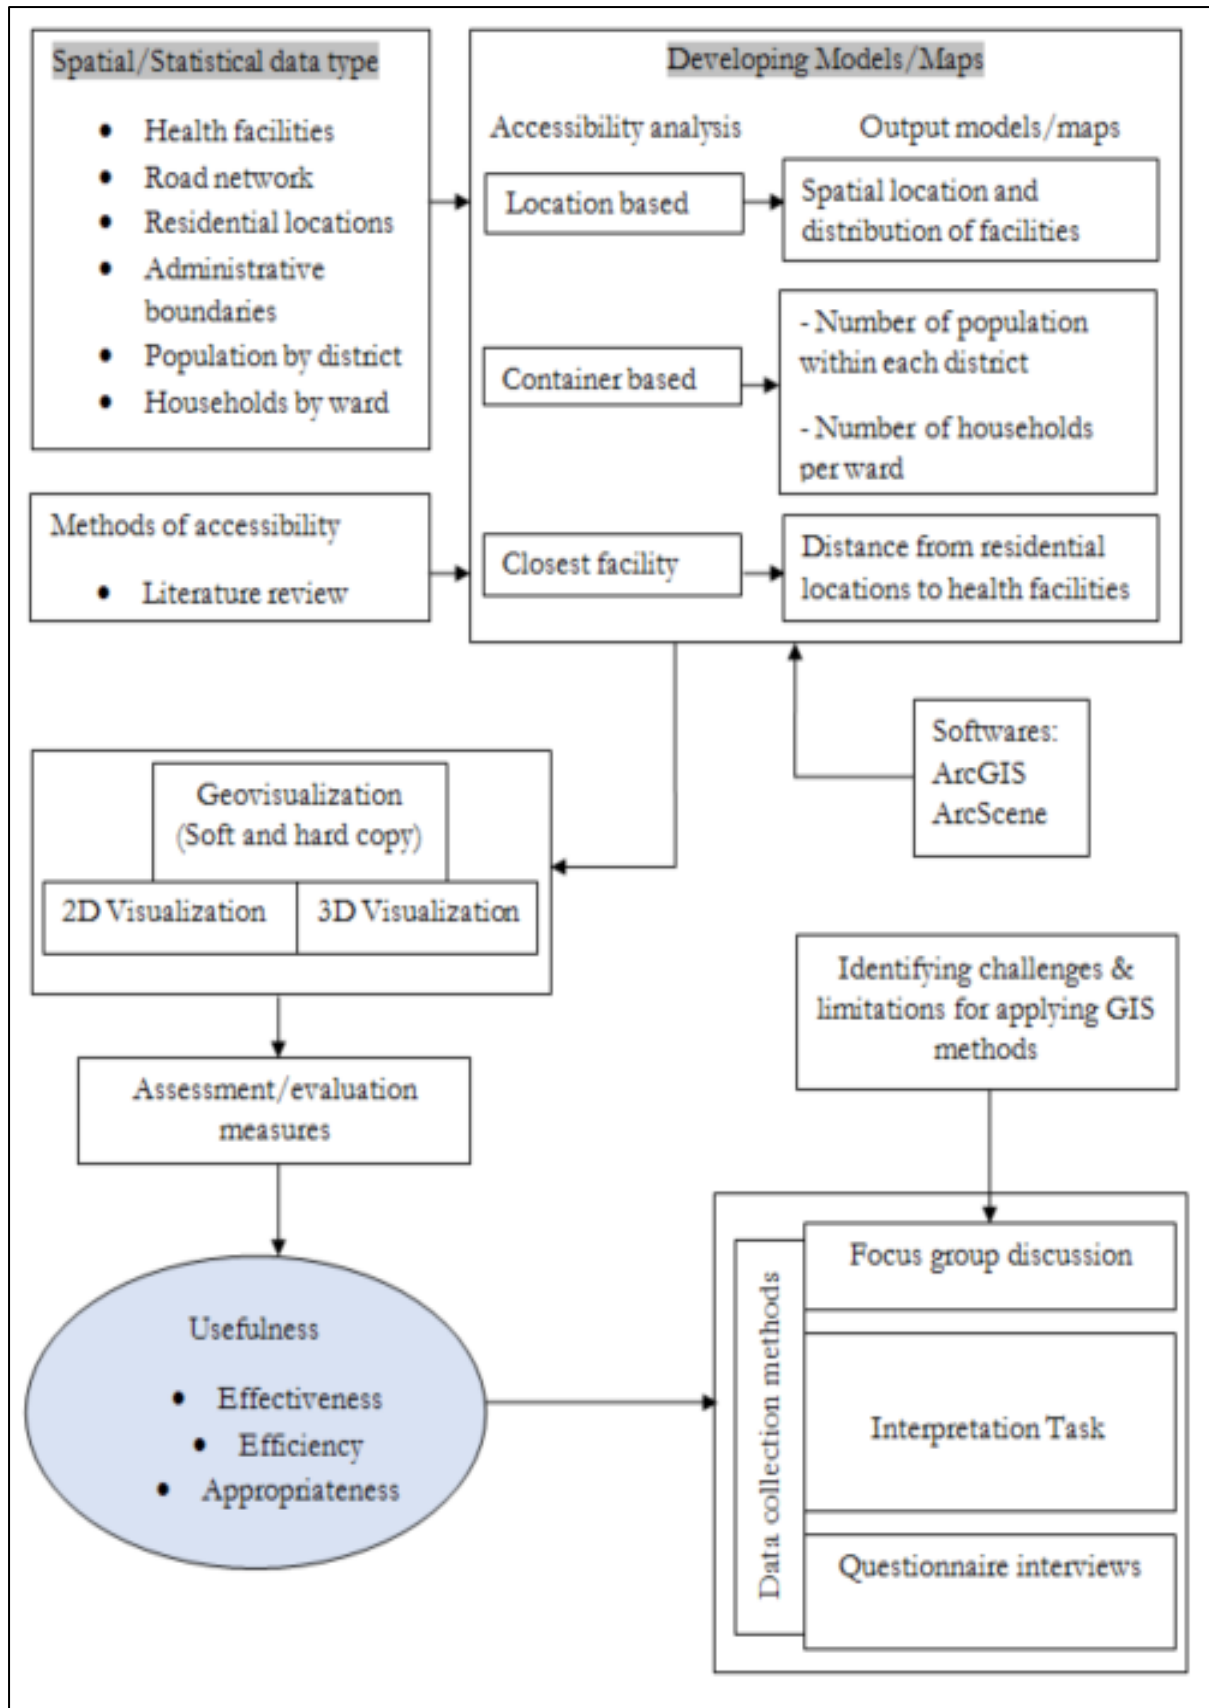 Spatial/Statistical data type
• Health facilities
• Road network
• Residential locations
• Administrative
boundaries
• Population by district
• Households by ward
Methods of accessibility
• Literature review
Developing Models/Maps
Accessibility analysis
Output models/maps
Location based
Spatial location and
distribution of facilities
Container based
- Number of population
within each district
- Number of households
per ward
Closest facility
Distance from residential
locations to health facilities
Softwares:
ArcGIS
ArcScene
Geovisualization
(Soft and hard copy)
2D Visualization
3D Visualization
Assessment/evaluation
measures
Usefulness
• Effectiveness
• Efficiency
• Appropriateness
Identifying challenges &
limitations for applying GIS
methods
Data collection methods
Focus group discussion
Interpretation Task
Questionnaire interviews